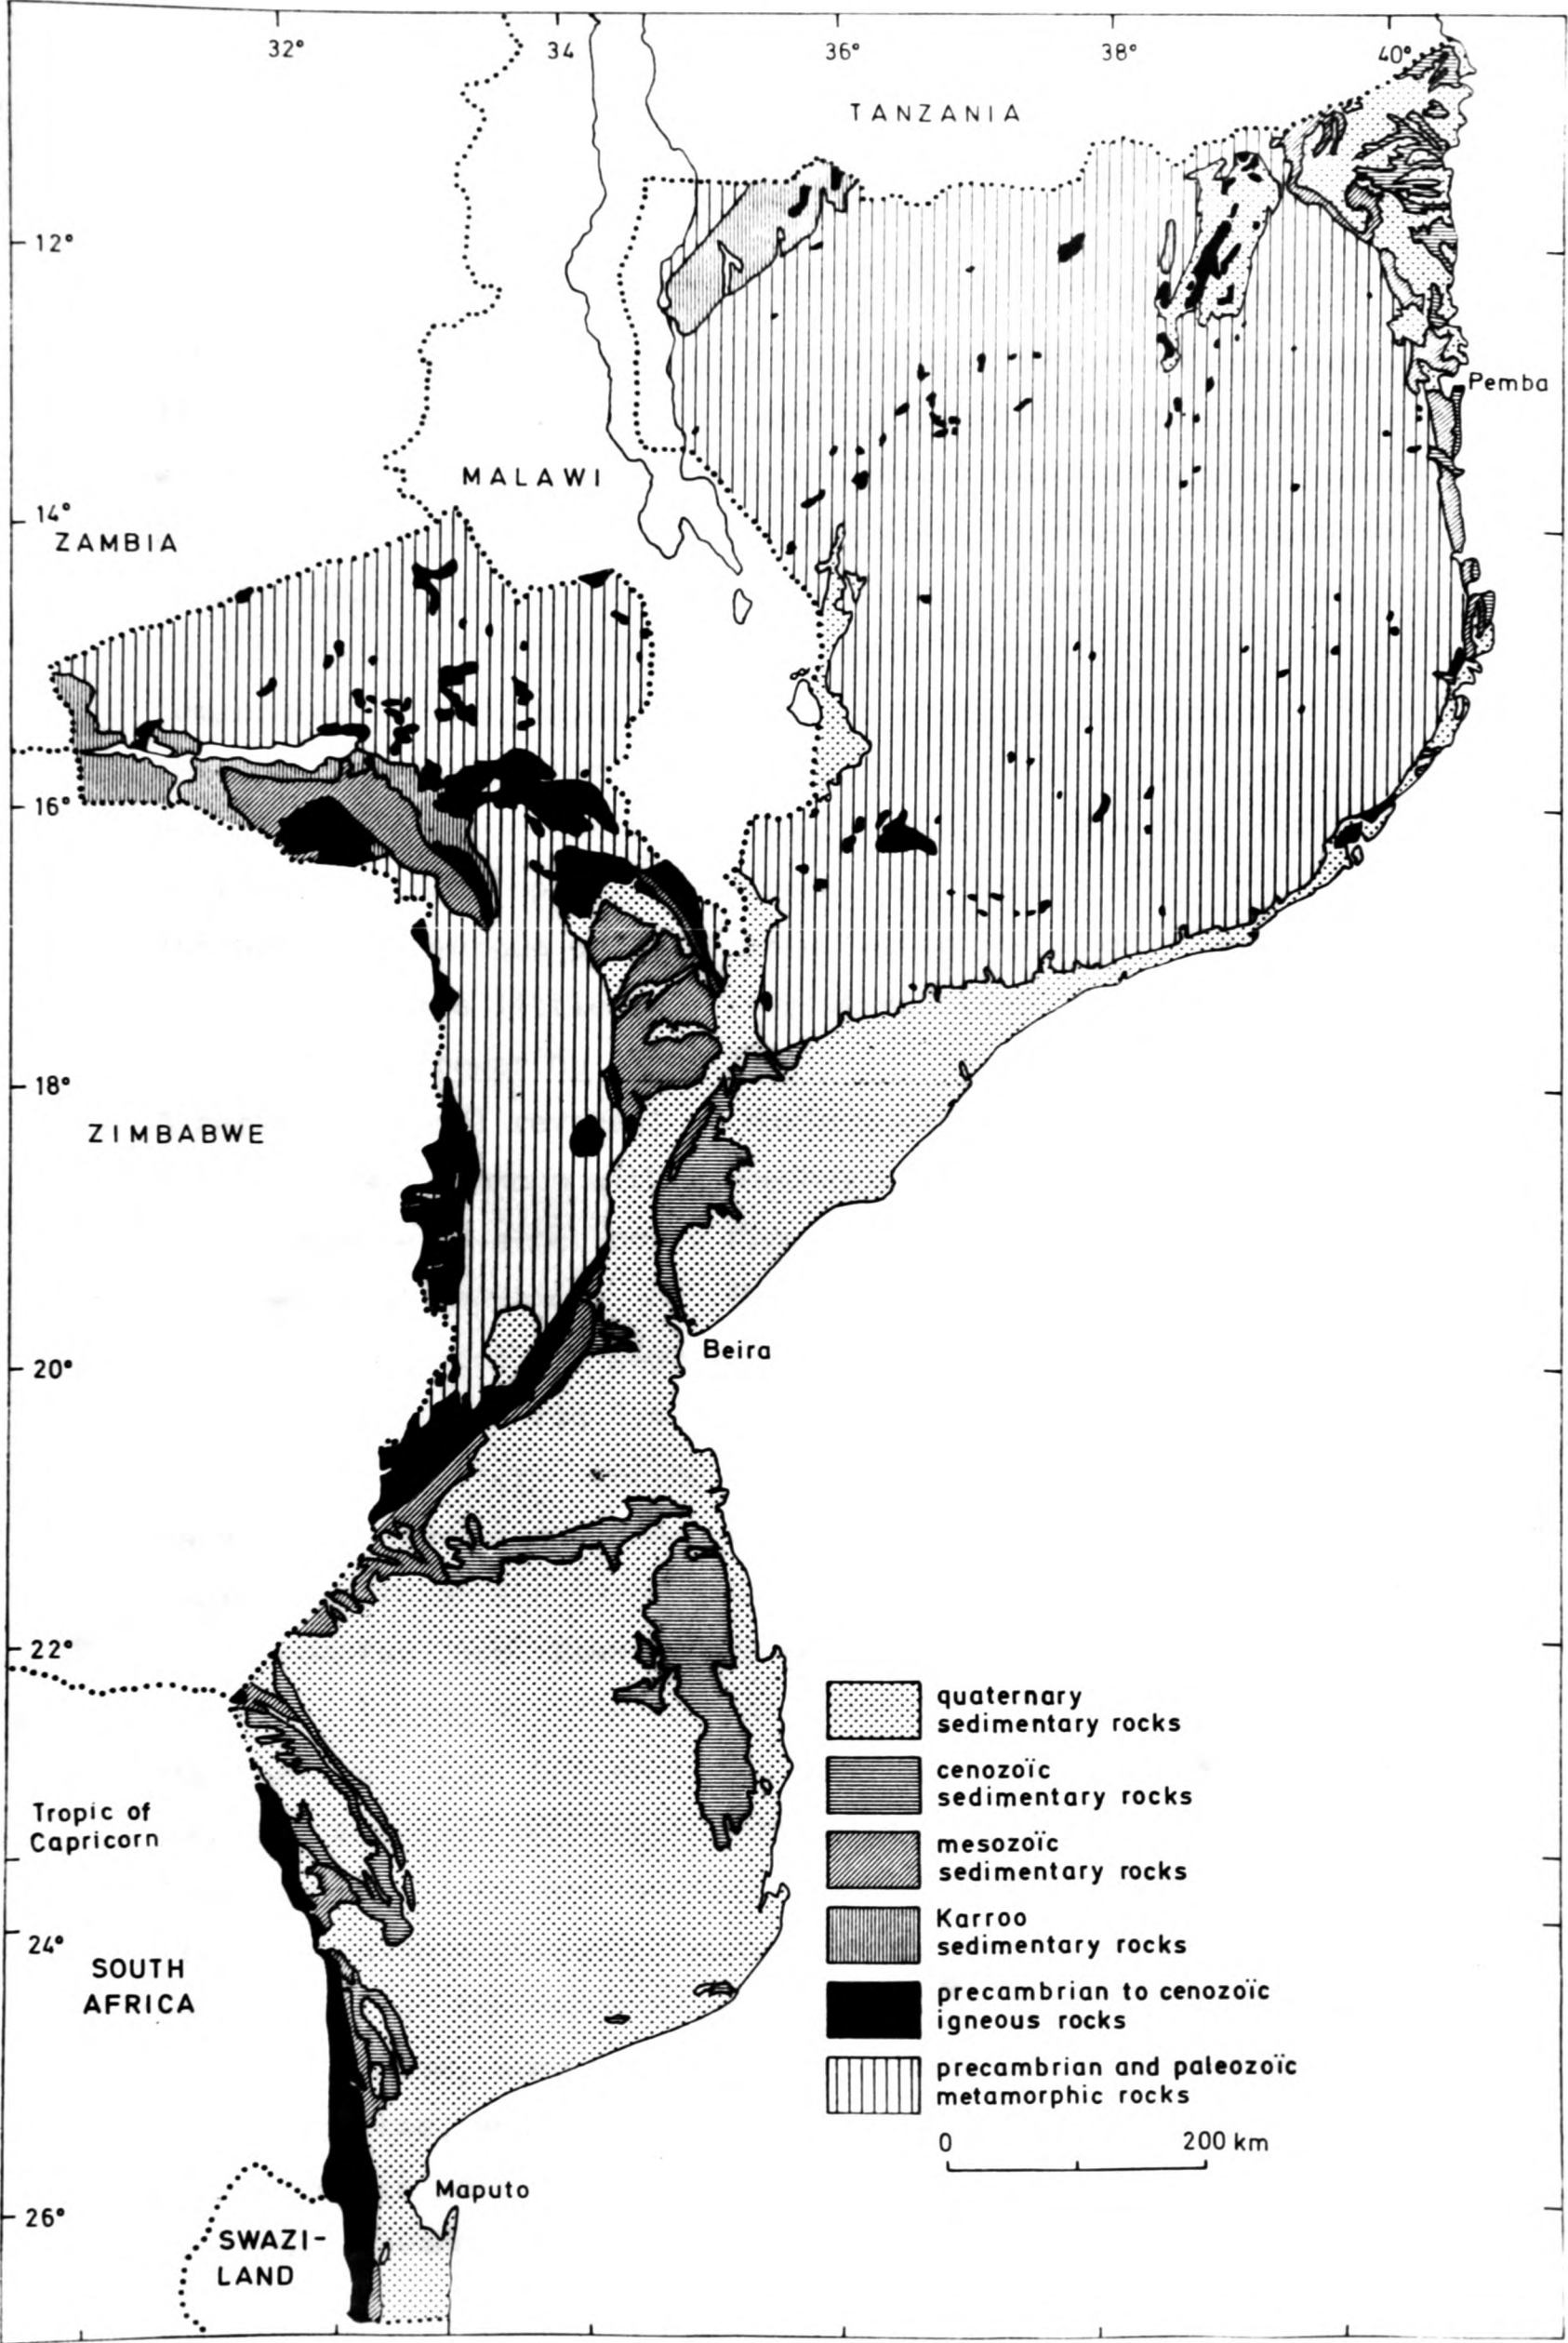 32°
34
36°
38°
40°
TANZANIA
12°
Pemba
MALAWI
14°
ZAMBIA
16°
18°
ZIMBABWE
Beira
20°
22°
quaternary
sedimentary rocks
cenozoïc
sedimentary rocks
Tropic of
Capricorn
mesozoïc
sedimentary rocks
Karroo
sedimentary rocks
24°
SOUTH
AFRICA
precambrian to cenozoïc
igneous rocks
precambrian and paleozoïc
metamorphic rocks
0 200 km
Maputo
26°
SWAZI-
LAND